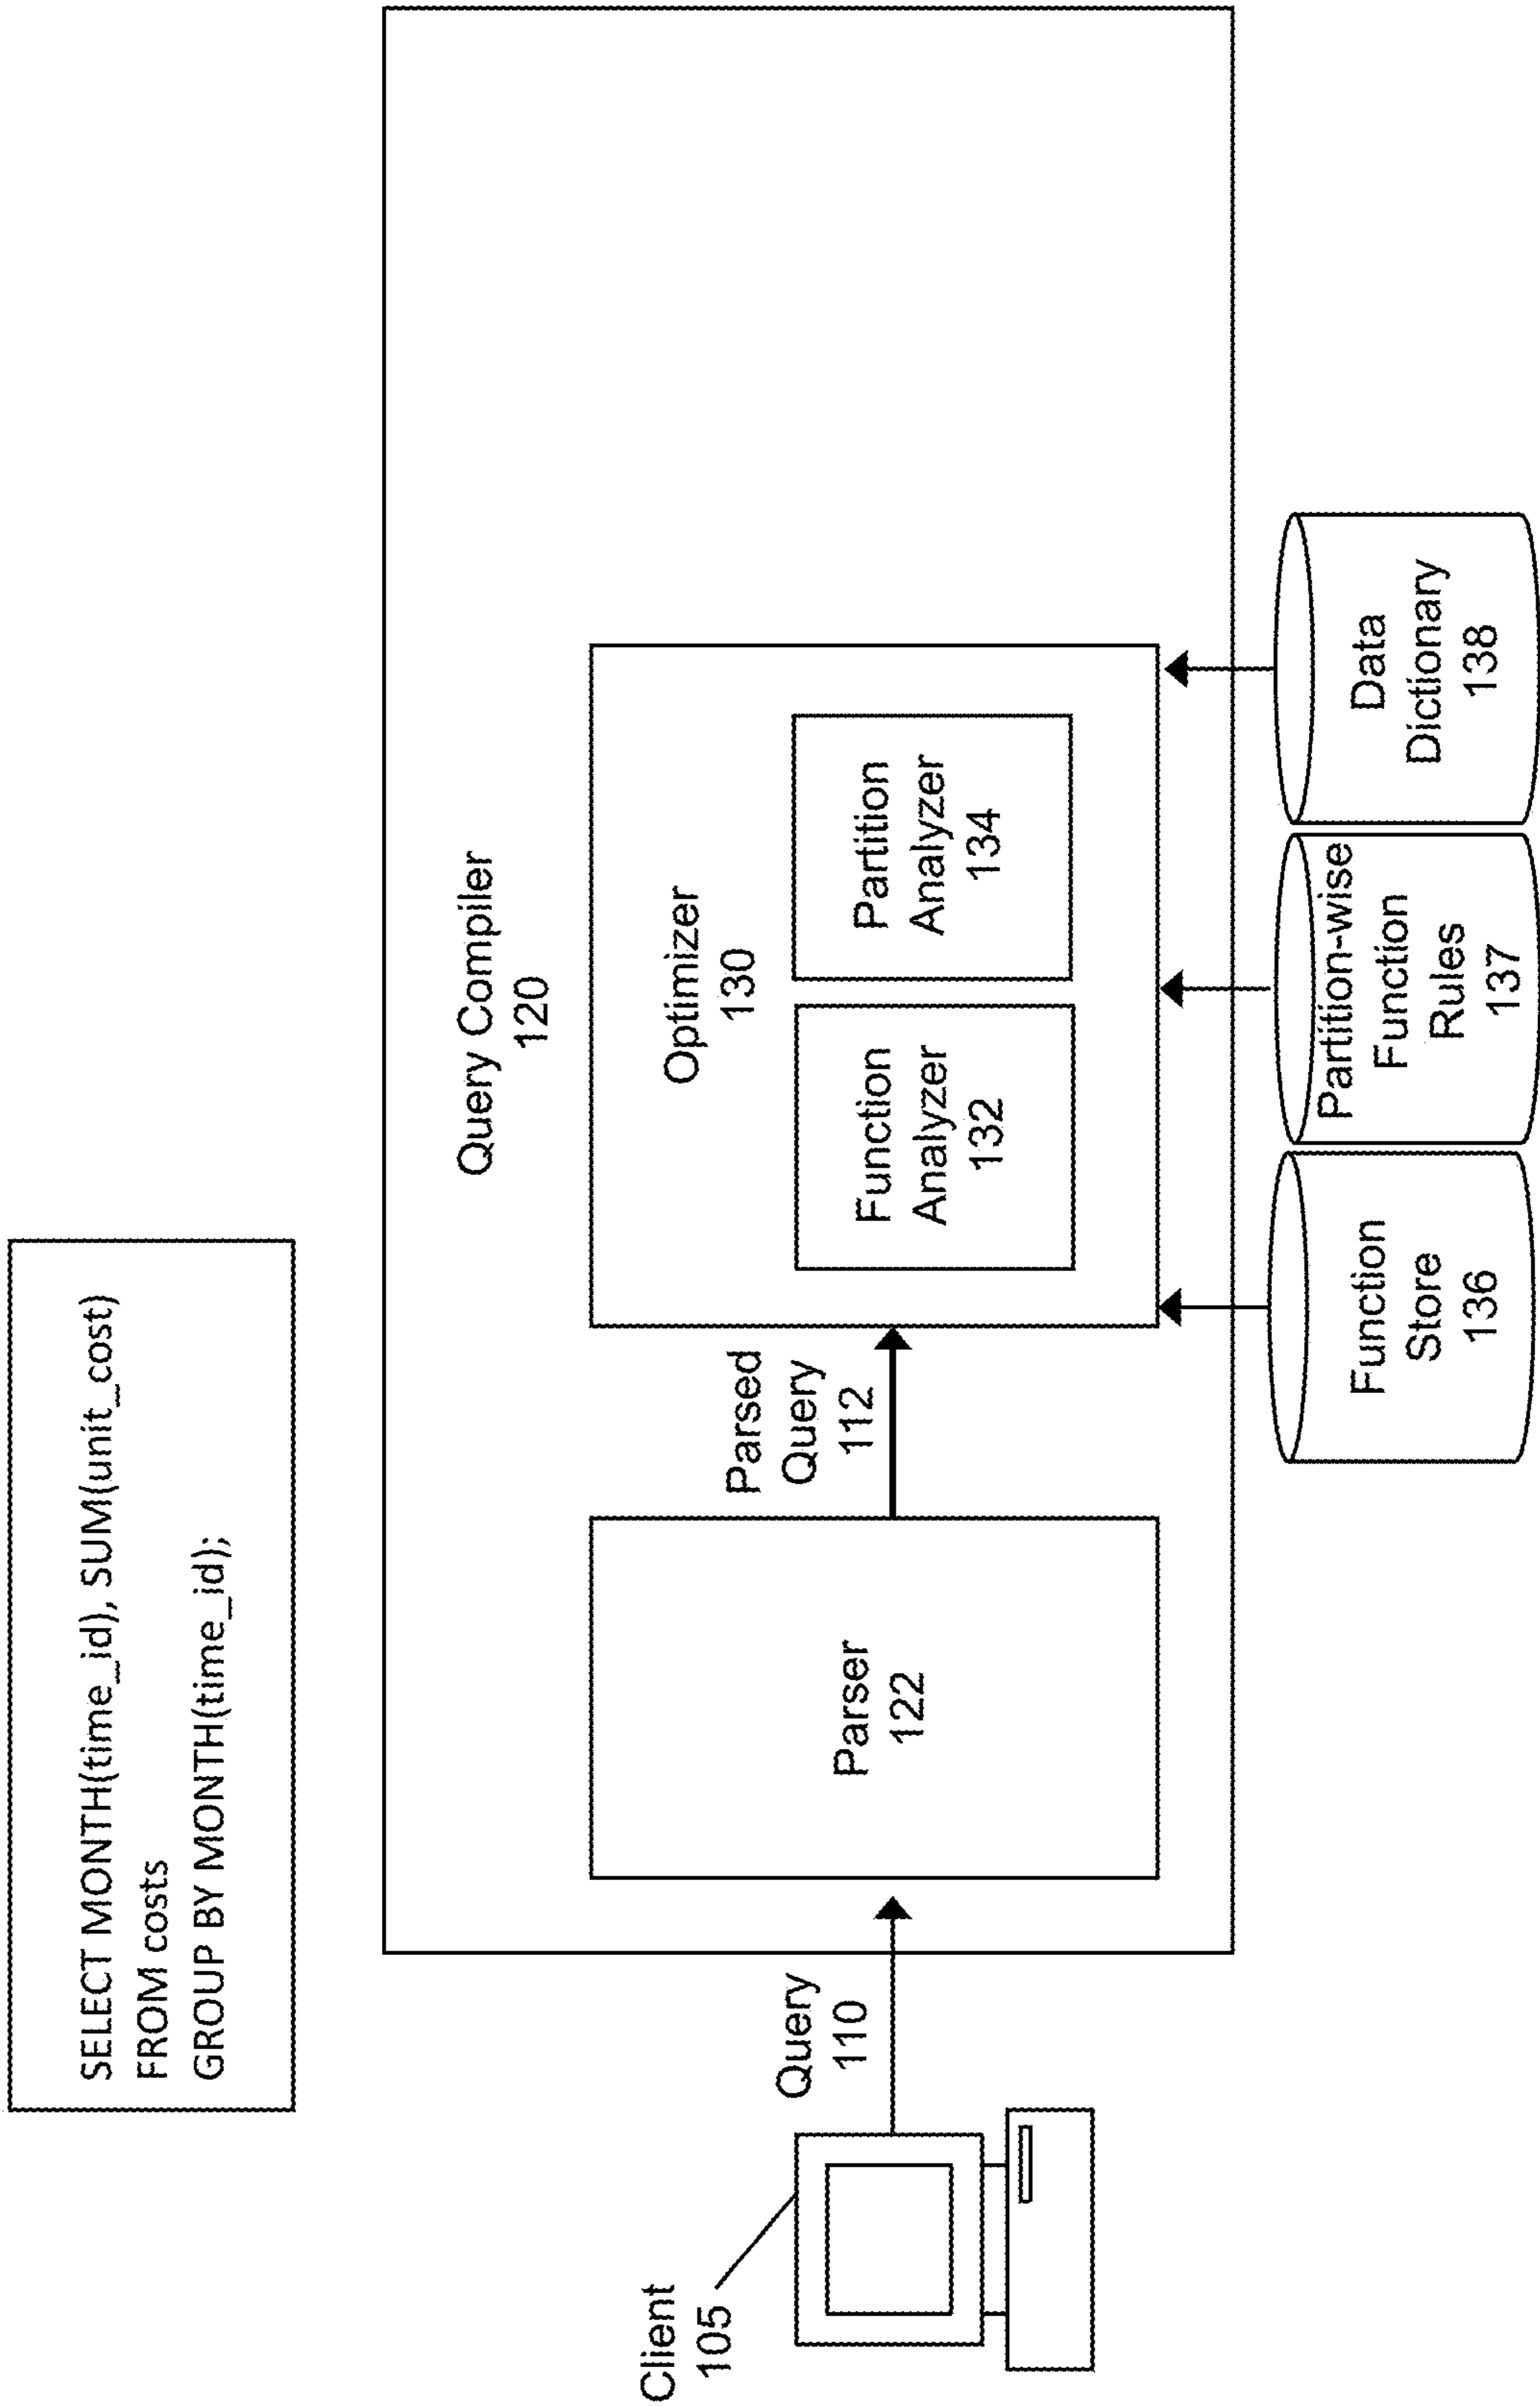 SELECT MONTH(time_id), SUM(unit_cost)
FROM costs
GROUP BY MONTH(time_id);
Query Compiler
120
Client
105
Query
110
Parser
122
Parsed
Query
112
Optimizer
130
Function
Analyzer
132
Partition
Analyzer
134
Function
Store
136
Partition-wise
Function
Rules
137
Data
Dictionary
138